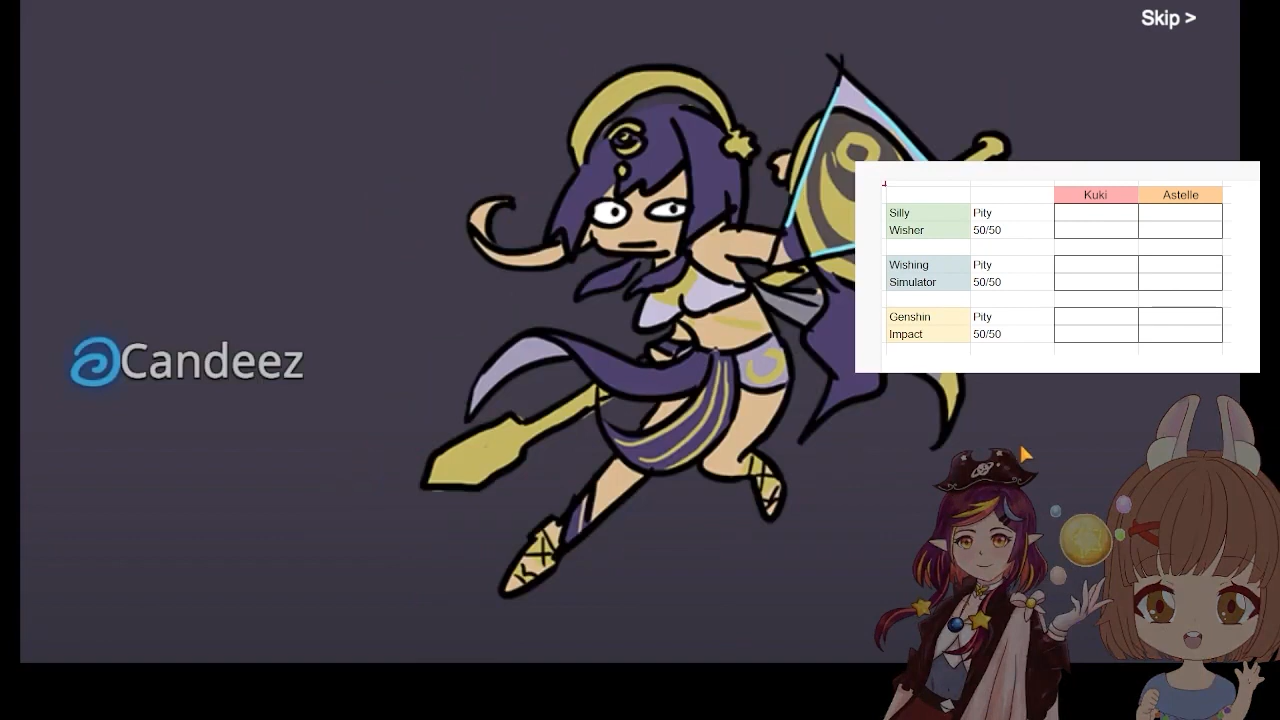 Skip >
Candeez
Kuki Astelle
Silly Pity
Wisher 50/50
Wishing Pity
Simulator 50/50
Genshin Pity
Impact 50/50